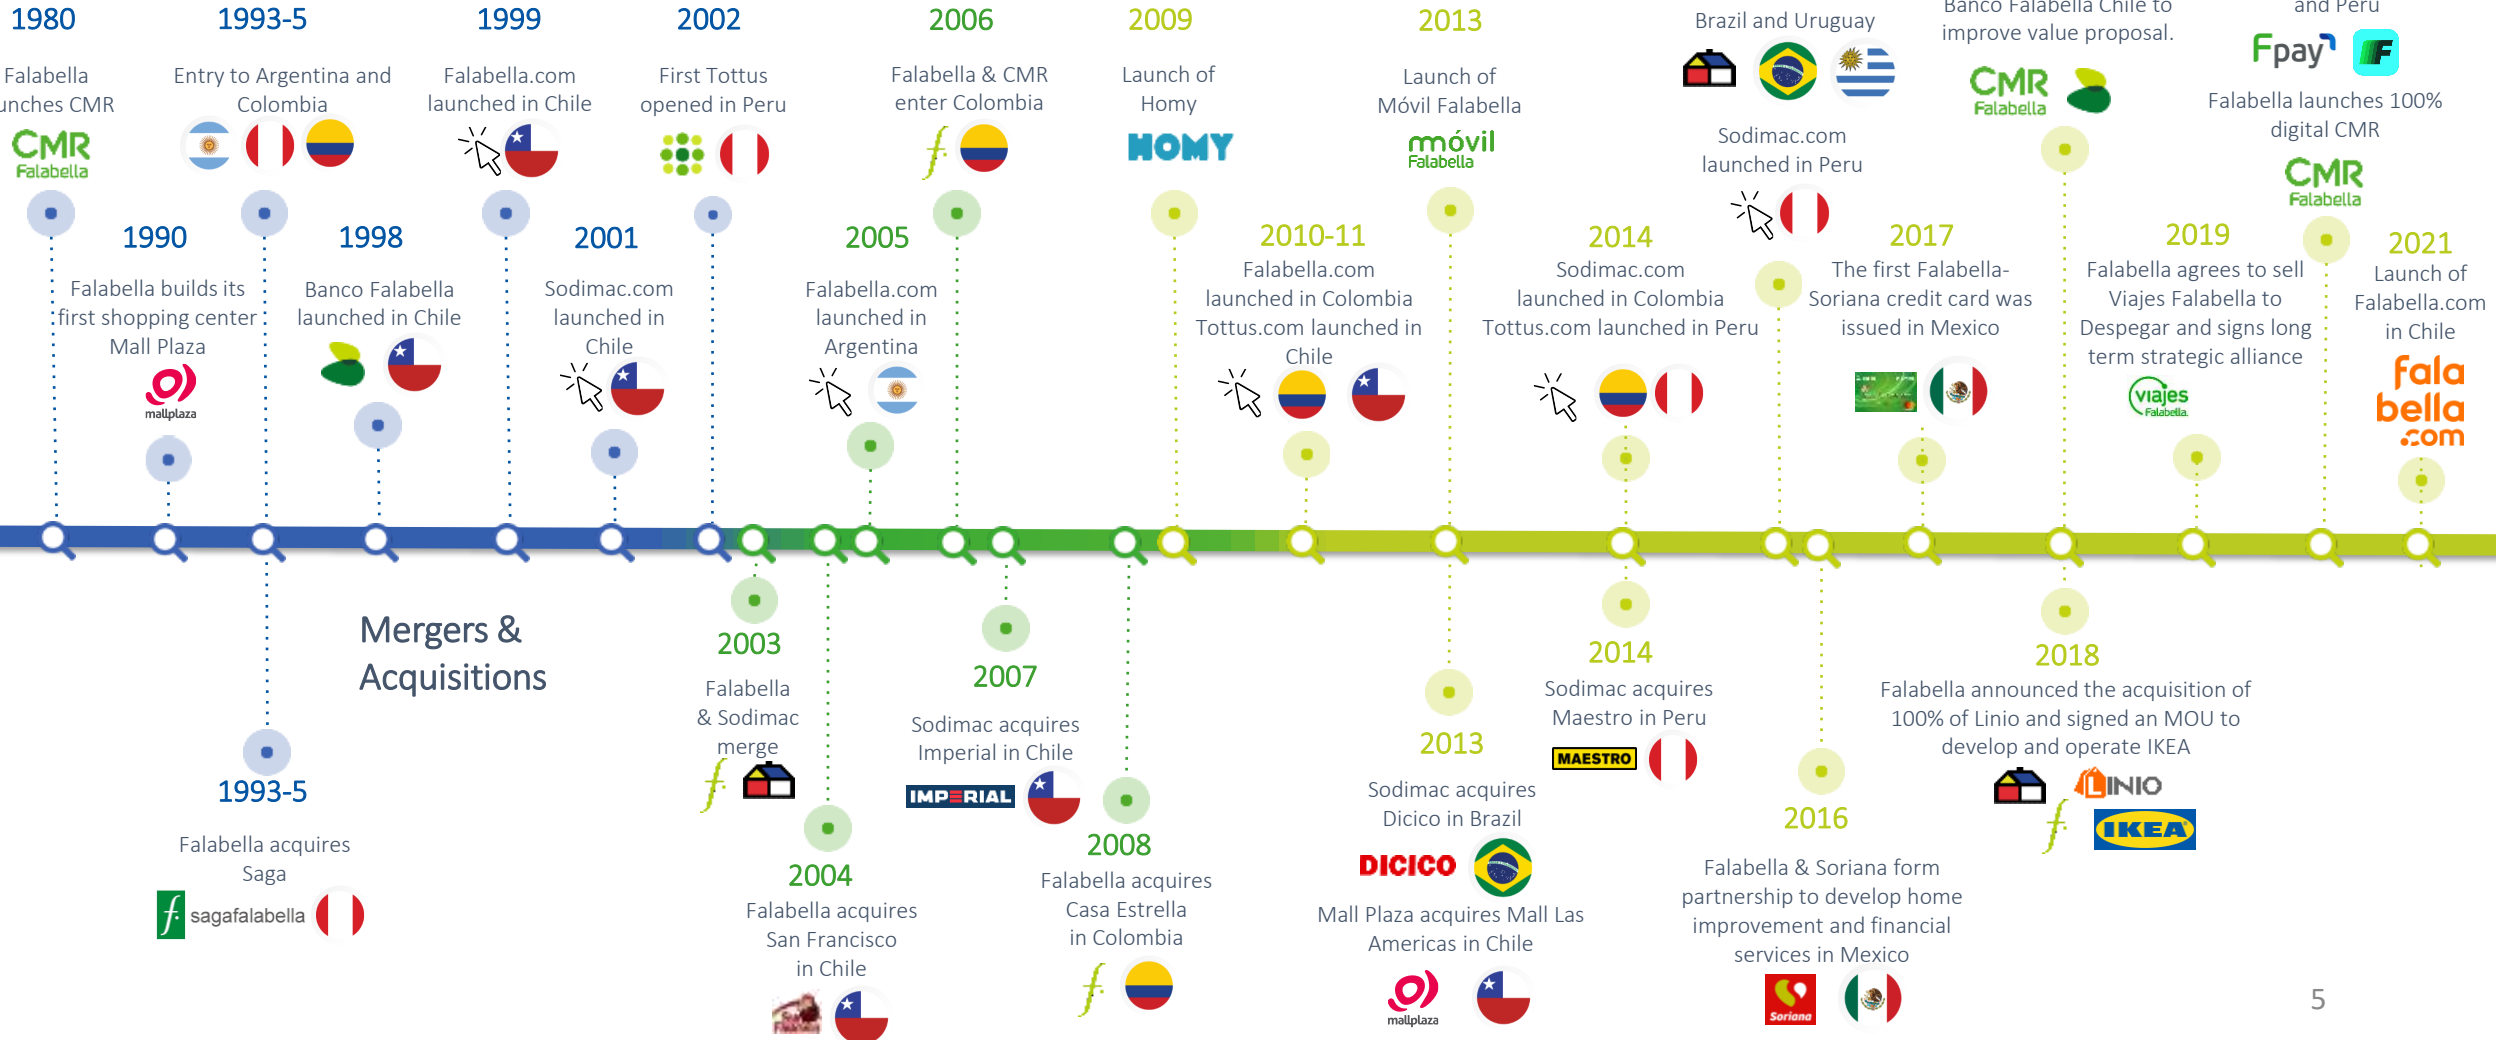 1980
Falabella
unches CMR
CMR
Falabella
1990
Falabella builds its
first shopping center
Mall Plaza
mallplaza
1993-5
Entry to Argentina and
Colombia
1998
Banco Falabella
launched in Chile
1999
Falabella.com
launched in Chile
2001
Sodimac.com
launched in
Chile
2002
First Tottus
opened in Peru
2005
Falabella.com
launched in
Argentina
2006
Falabella & CMR
enter Colombia
f.
2009
Launch of
Homy
HOMY
2010-11
Falabella.com
launched in Colombia
Tottus.com launched in
Chile
2013
Launch of
Móvil Falabella
móvil
Falabella
2014
Sodimac.com
launched in Colombia
Tottus.com launched in Peru
Brazil and Uruguay
Sodimac.com
launched in Peru
2017
The first Falabella-
Soriana credit card was
issued in Mexico
Banco Falabella Chile to
improve value proposal.
CMR
Falabella
2019
Falabella agrees to sell
Viajes Falabella to
Despegar and signs long
term strategic alliance
viajes
Falabella.
and Peru
Fpay
F
Falabella launches 100%
digital CMR
CMR
Falabella
2021
Launch of
Falabella.com
in Chile
fala
bella
.com
Mergers &
Acquisitions
1993-5
Falabella acquires
Saga
f. sagafalabella
2003
Falabella
& Sodimac
merge
f.
2004
Falabella acquires
San Francisco
in Chile
2007
Sodimac acquires
Imperial in Chile
IMPERIAL
2008
Falabella acquires
Casa Estrella
in Colombia
f.
2013
Sodimac acquires
Dicico in Brazil
DICICO
Mall Plaza acquires Mall Las
Americas in Chile
mallplaza
2014
Sodimac acquires
Maestro in Peru
MAESTRO
2016
Falabella & Soriana form
partnership to develop home
improvement and financial
services in Mexico
Soriana
2018
Falabella announced the acquisition of
100% of Linio and signed an MOU to
develop and operate IKEA
LINIO
f.
IKEA
5